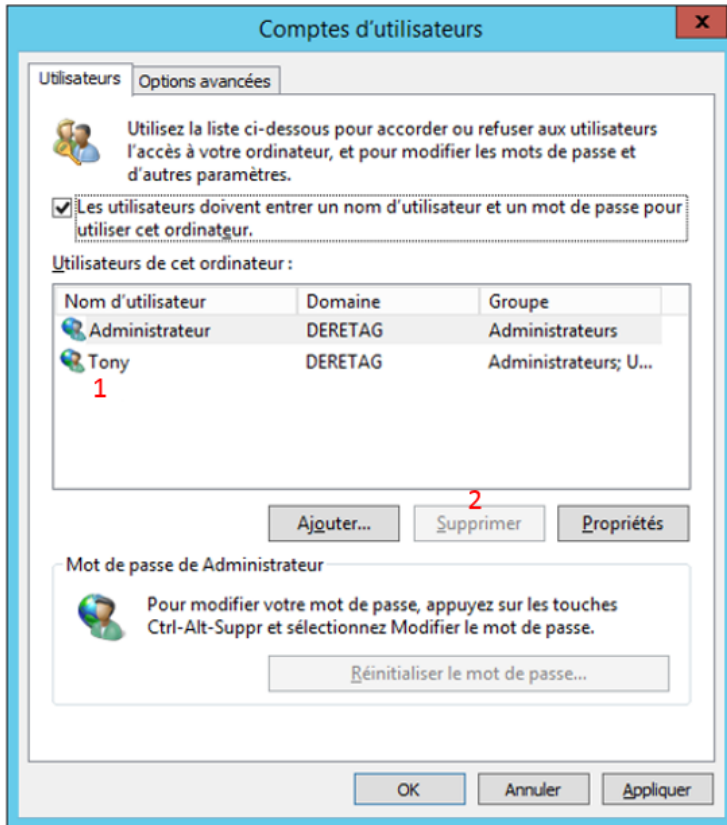 Comptes d'utilisateurs
x
Utilisateurs Options avancées
Utilisez la liste ci-dessous pour accorder ou refuser aux utilisateurs
l'accès à votre ordinateur, et pour modifier les mots de passe et
d'autres paramètres.
Les utilisateurs doivent entrer un nom d'utilisateur et un mot de passe pour
utiliser cet ordinateur.
Utilisateurs de cet ordinateur :
Nom d'utilisateur Domaine Groupe
Administrateur DERETAG Administrateurs
Tony DERETAG Administrateurs; U...
1
2
Ajouter... Supprimer Propriétés
Mot de passe de Administrateur
Pour modifier votre mot de passe, appuyez sur les touches
Ctrl-Alt-Suppr et sélectionnez Modifier le mot de passe.
Réinitialiser le mot de passe...
OK Annuler Appliquer